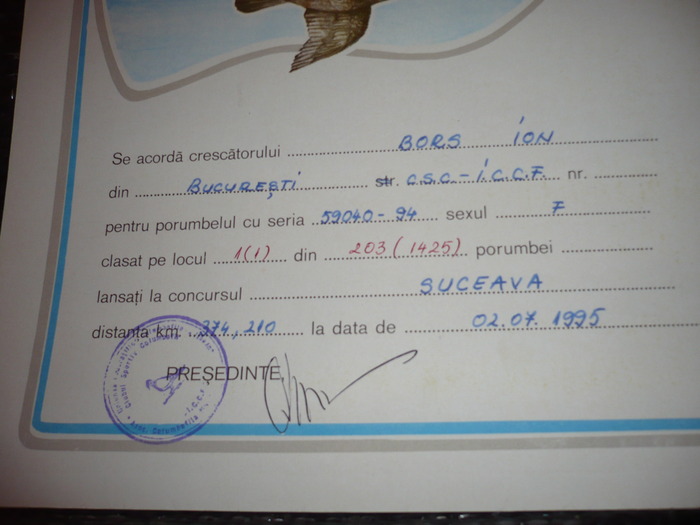 Se acordă crescătorului BORS ION
din BUCUREȘTI str. C.S.C. - I.C.C.F. nr.
pentru porumbelul cu seria 59040-94 sexul F
clasat pe locul 1(1) din 203 (1425) porumbei
lansați la concursul SUCEAVA
distanța km. 374,210 la data de 02.07.1995
PREȘEDINTE,